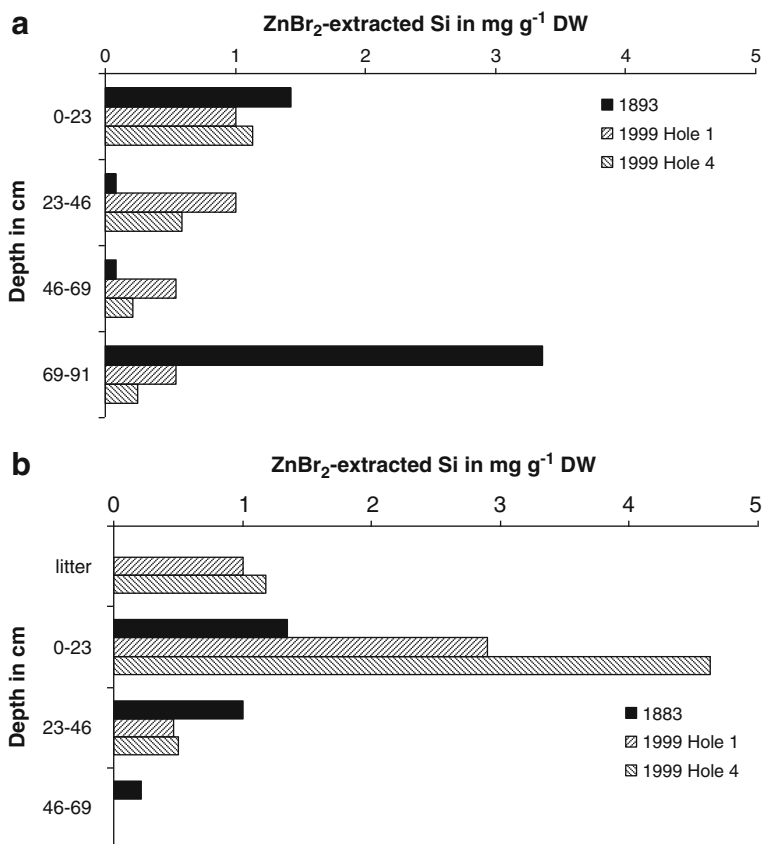 a
ZnBr₂-extracted Si in mg g⁻¹ DW
0 1 2 3 4 5
Depth in cm
0-23
23-46
46-69
69-91
1893
1999 Hole 1
1999 Hole 4
b
ZnBr₂-extracted Si in mg g⁻¹ DW
0 1 2 3 4 5
Depth in cm
litter
0-23
23-46
46-69
1883
1999 Hole 1
1999 Hole 4